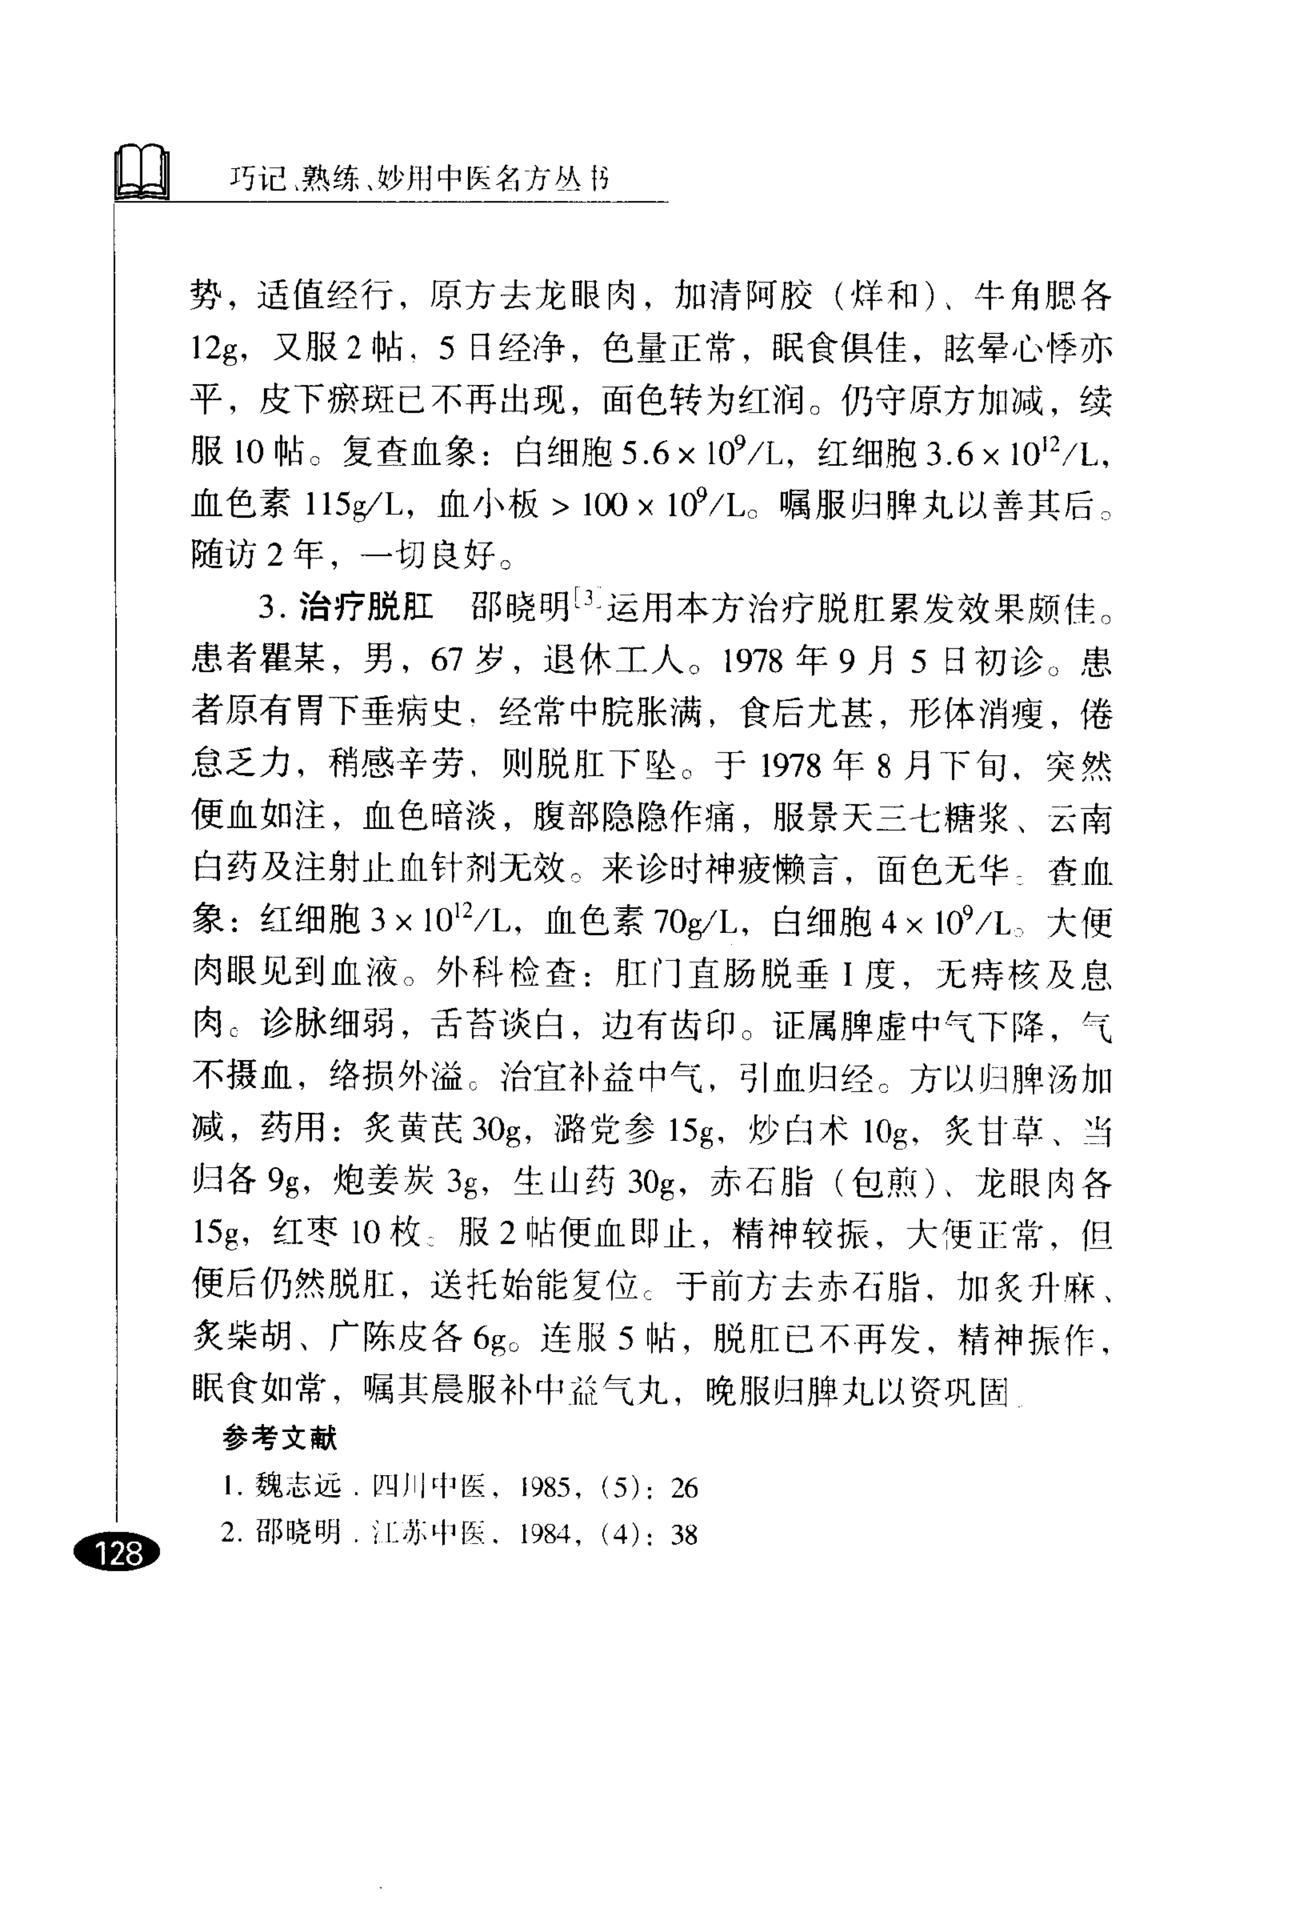 巧记、熟练、妙用中医名方丛书
势，适值经行，原方去龙眼肉，加清阿胶（烊和）、牛角腮各
12g，又服2帖，5日经净，色量正常，眠食俱佳，眩晕心悸亦
平，皮下瘀斑已不再出现，面色转为红润。仍守原方加减，续
服10帖。复查血象：白细胞5.6×10⁹/L，红细胞3.6×10¹²/L，
血色素115g/L，血小板>100×10⁹/L。嘱服归脾丸以善其后。
随访2年，一切良好。
3. 治疗脱肛　邵晓明[3]运用本方治疗脱肛累发效果颇佳。
患者瞿某，男，67岁，退休工人。1978年9月5日初诊。患
者原有胃下垂病史，经常中脘胀满，食后尤甚，形体消瘦，倦
怠乏力，稍感辛劳，则脱肛下坠。于1978年8月下旬，突然
便血如注，血色暗淡，腹部隐隐作痛，服景天三七糖浆、云南
白药及注射止血针剂无效。来诊时神疲懒言，面色无华。查血
象：红细胞3×10¹²/L，血色素70g/L，白细胞4×10⁹/L。大便
肉眼见到血液。外科检查：肛门直肠脱垂I度，无痔核及息
肉。诊脉细弱，舌苔谈白，边有齿印。证属脾虚中气下降，气
不摄血，络损外溢。治宜补益中气，引血归经。方以归脾汤加
减，药用：炙黄芪30g，潞党参15g，炒白术10g，炙甘草、当
归各9g，炮姜炭3g，生山药30g，赤石脂（包煎）、龙眼肉各
15g，红枣10枚。服2帖便血即止，精神较振，大便正常，但
便后仍然脱肛，送托始能复位。于前方去赤石脂，加炙升麻、
炙柴胡、广陈皮各6g。连服5帖，脱肛已不再发，精神振作，
眠食如常，嘱其晨服补中益气丸，晚服归脾丸以资巩固.
参考文献
1. 魏志远．四川中医，1985，(5)：26
2. 邵晓明．江苏中医．1984，(4)：38
128